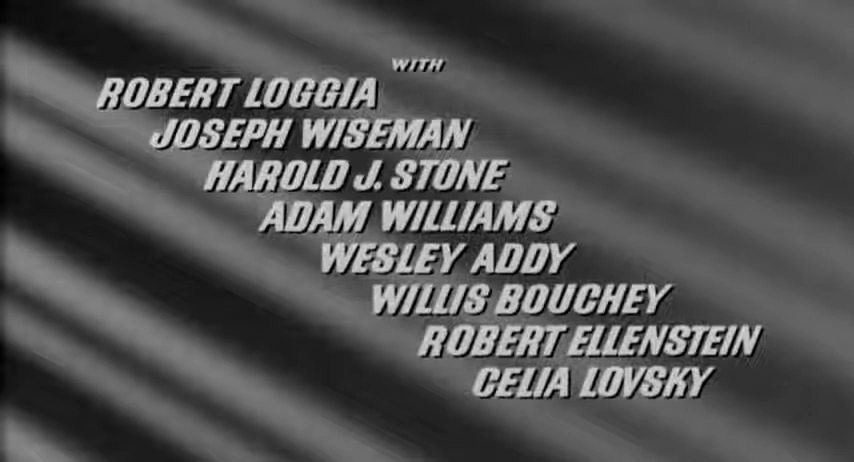 WITH
ROBERT LOGGIA
JOSEPH WISEMAN
HAROLD J. STONE
ADAM WILLIAMS
WESLEY ADDY
WILLIS BOUCHEY
ROBERT ELLENSTEIN
CELIA LOVSKY